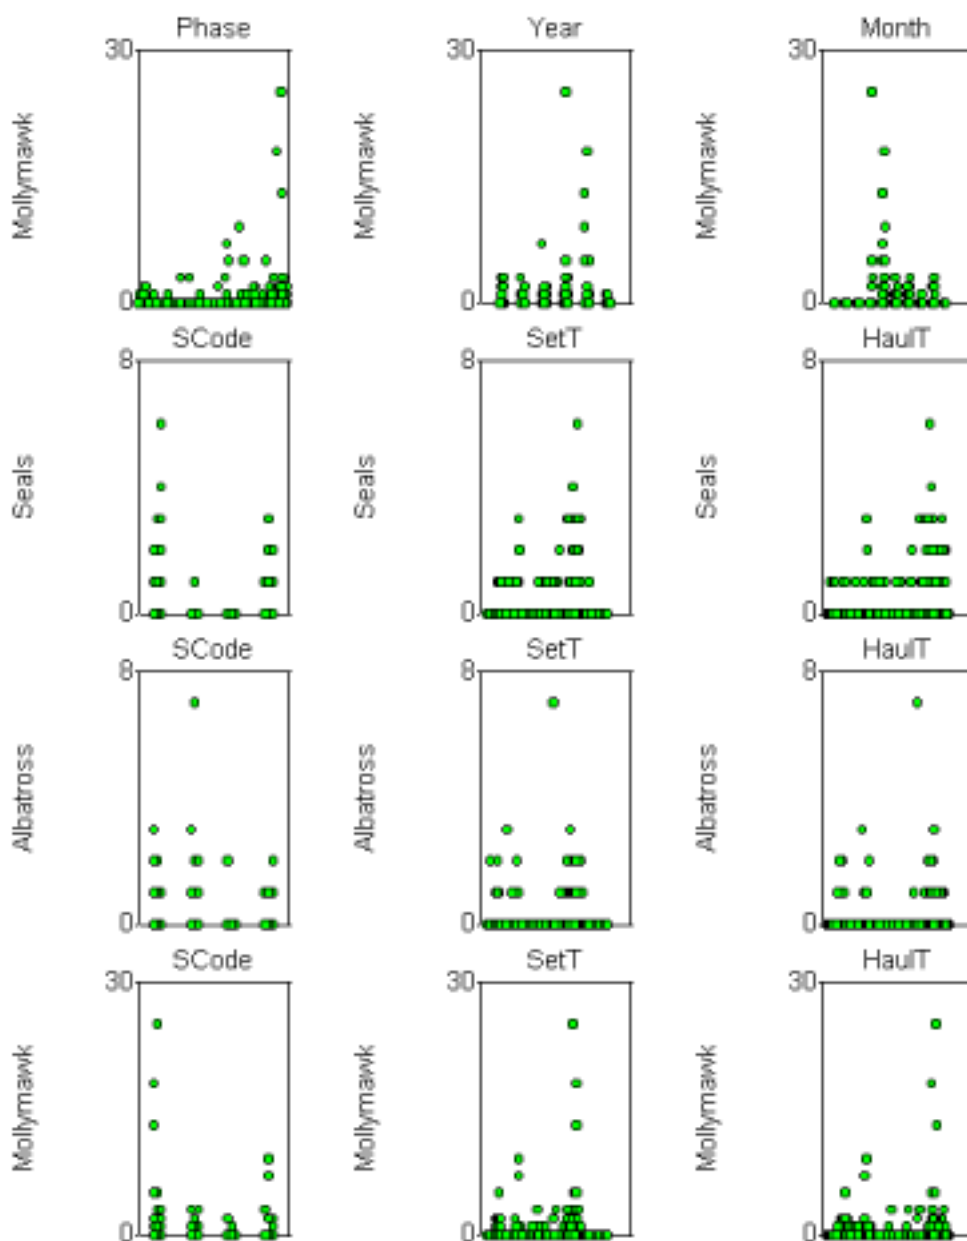 Phase Year Month
30 30 30
Mollymawk Mollymawk Mollymawk
0 0 0
SCode SetT HaulT
8 8 8
Seals Seals Seals
0 0 0
SCode SetT HaulT
8 8 8
Albatross Albatross Albatross
0 0 0
SCode SetT HaulT
30 30 30
Mollymawk Mollymawk Mollymawk
0 0 0